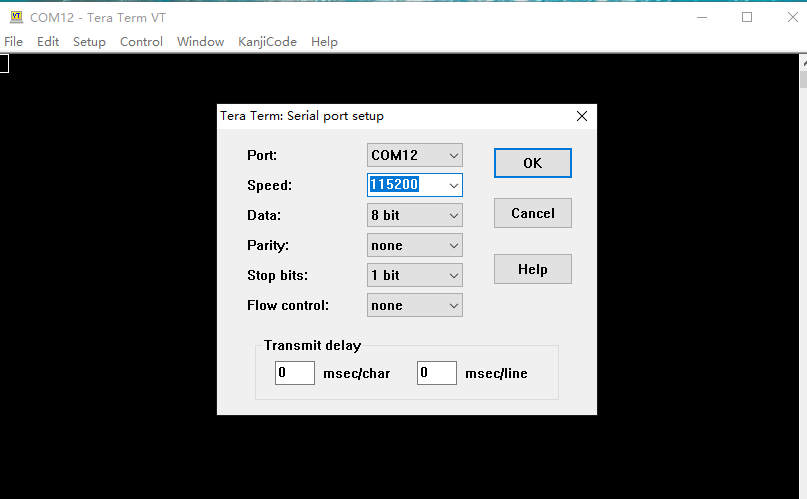 COM12 - Tera Term VT
File Edit Setup Control Window KanjiCode Help
Tera Term: Serial port setup
Port: COM12 OK
Speed: 115200
Data: 8 bit Cancel
Parity: none
Stop bits: 1 bit Help
Flow control: none
Transmit delay
0 msec/char 0 msec/line